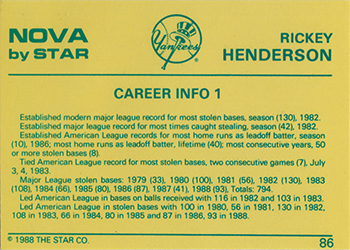 NOVA
by STAR
Yankees
RICKEY
HENDERSON
CAREER INFO 1
Established modern major league record for most stolen bases, season (130), 1982.
Established major league record for most times caught stealing, season (42), 1982.
Established American League records for most home runs as leadoff batter, season
(10), 1986; most home runs as leadoff batter, lifetime (40); most consecutive years, 50
or more stolen bases (8).
Tied American League record for most stolen bases, two consecutive games (7), July
3, 4, 1983.
Major League stolen bases: 1979 (33), 1980 (100), 1981 (56), 1982 (130), 1983
(108), 1984 (66), 1985 (80), 1986 (87), 1987 (41), 1988 (93), Totals: 794.
Led American League in bases on balls received with 116 in 1982 and 103 in 1983.
Led American League in stolen bases with 100 in 1980, 56 in 1981, 130 in 1982,
108 in 1983, 66 in 1984, 80 in 1985 and 87 in 1986, 93 in 1988.
© 1988 THE STAR CO.
86